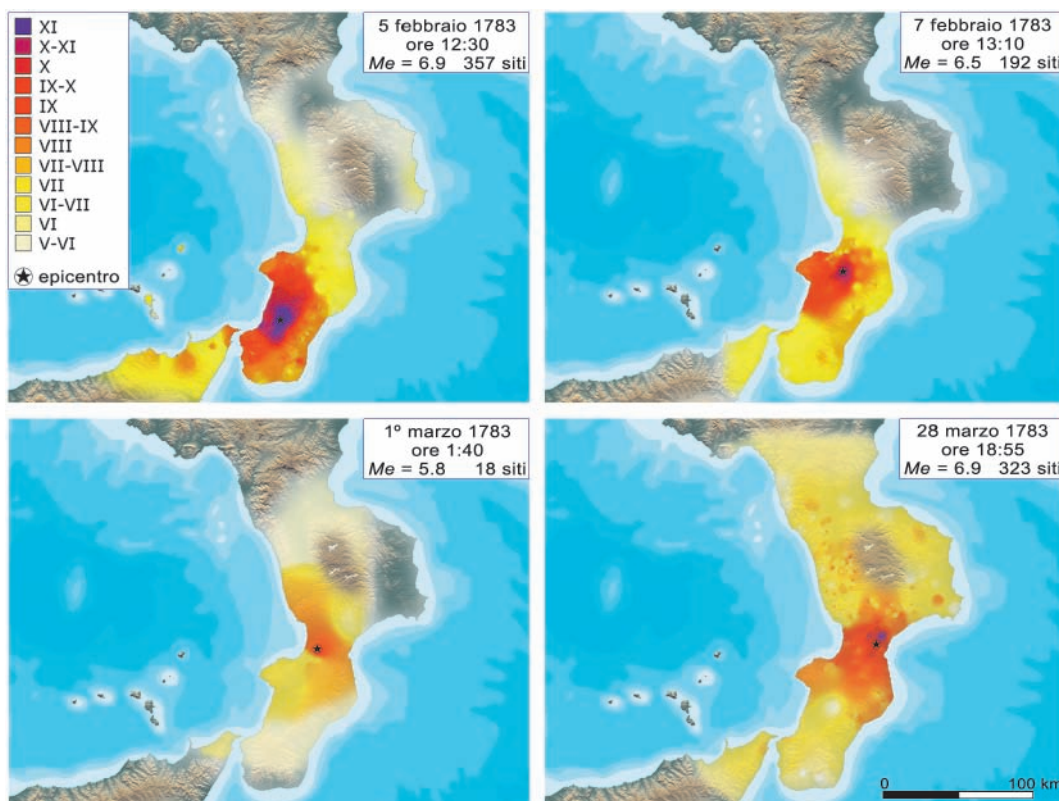 XI
X-XI
X
IX-X
IX
VIII-IX
VIII
VII-VIII
VII
VI-VII
VI
V-VI
epicentro
5 febbraio 1783
ore 12:30
Me = 6.9 357 siti
7 febbraio 1783
ore 13:10
Me = 6.5 192 siti
1º marzo 1783
ore 1:40
Me = 5.8 18 siti
28 marzo 1783
ore 18:55
Me = 6.9 323 siti
0 100 km